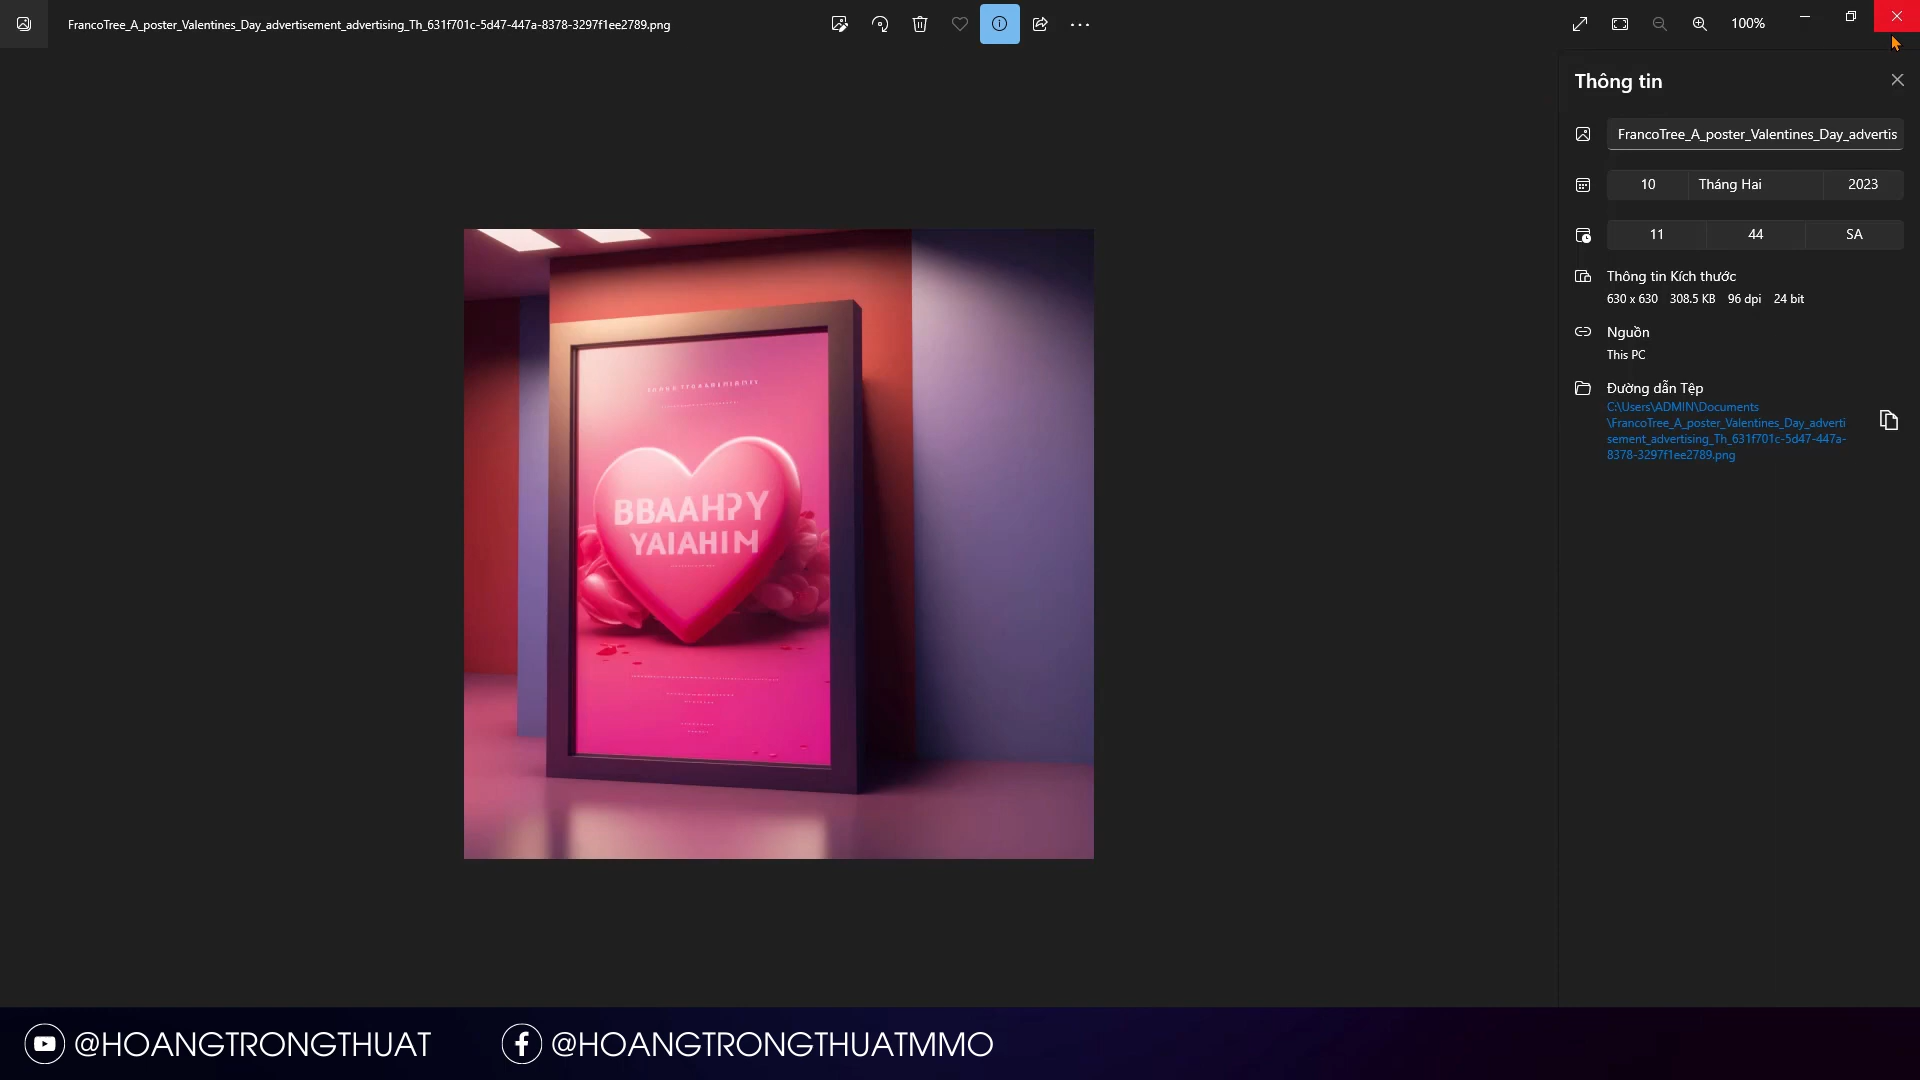 FrancoTree_A_poster_Valentines_Day_advertisement_advertising_Th_631f701c-5d47-447a-8378-3297f1ee2789.png
100%
Thông tin
FrancoTree_A_poster_Valentines_Day_advertis
10 Tháng Hai 2023
11 44 SA
Thông tin Kích thước
630 x 630 308.5 KB 96 dpi 24 bit
Nguồn
This PC
Đường dẫn Tệp
C:\Users\ADMIN\Documents
\FrancoTree_A_poster_Valentines_Day_adverti
sement_advertising_Th_631f701c-5d47-447a-
8378-3297f1ee2789.png
BBAAHPY
YAIAHIM
@HOANGTRONGTHUAT
@HOANGTRONGTHUATMMO